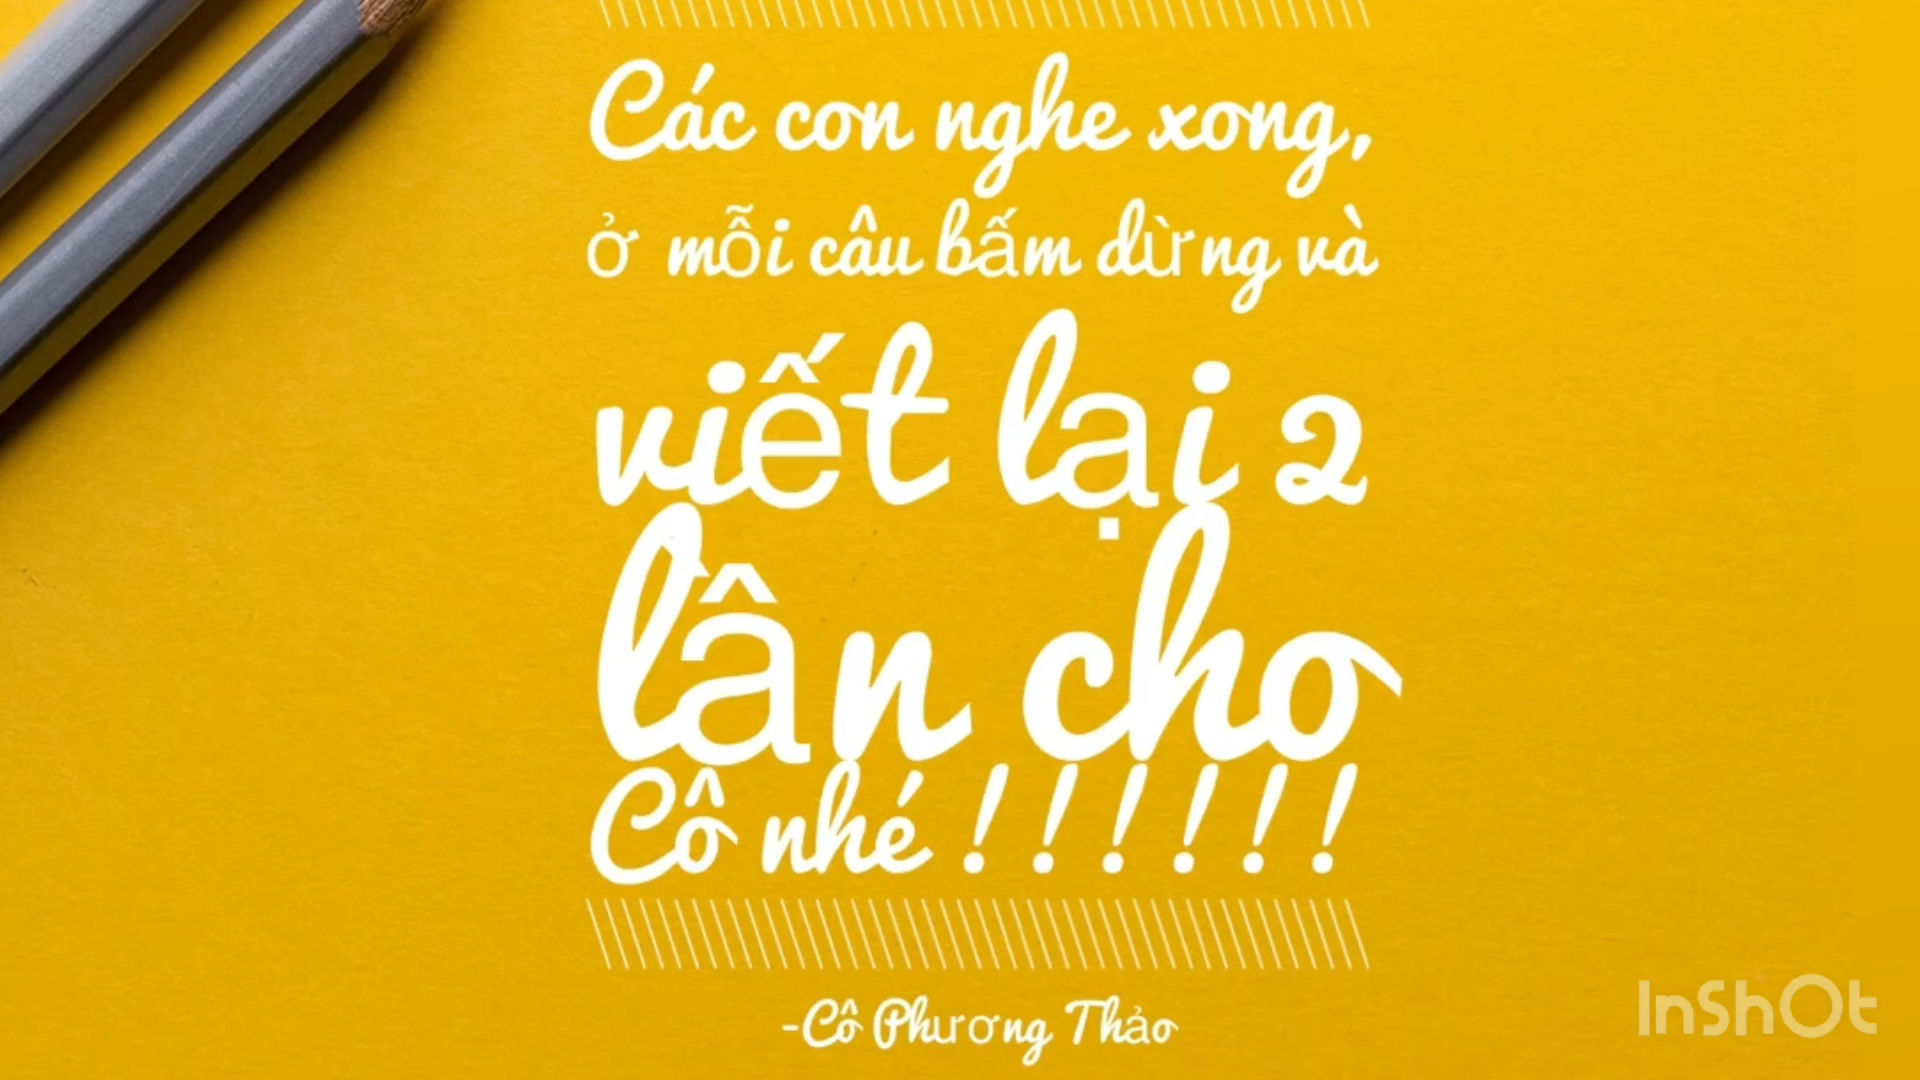 Các con nghe xong,
ở mỗi câu bấm dừng và
viết lại 2
lần cho
Cô nhé !!!!!!
-Cô Phương Thảo
InShOt